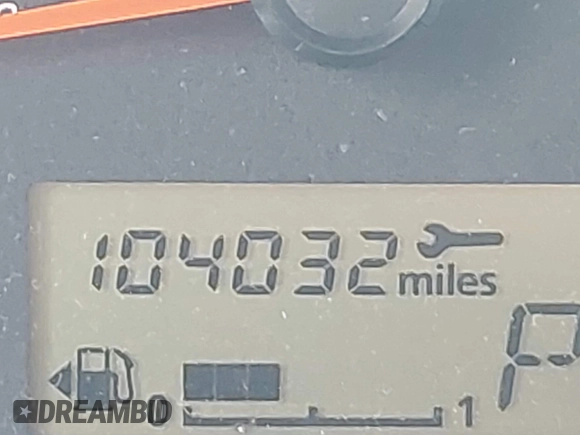 104032 miles
P
0 1
DREAMBID